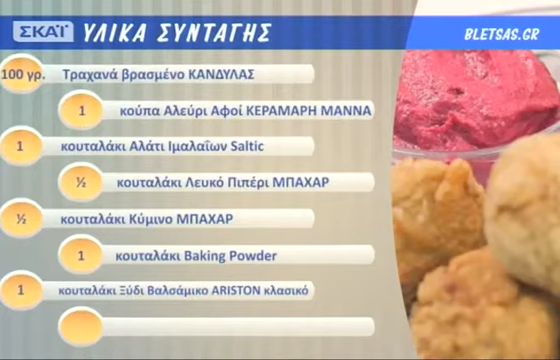 ΣΚΑΪ ΥΛΙΚΑ ΣΥΝΤΑΓΗΣ BLETSAS.GR
100 γρ. Τραχανά βρασμένο ΚΑΝΔΥΛΑΣ
1 κούπα Αλεύρι Αφοί ΚΕΡΑΜΑΡΗ ΜΑΝΝΑ
1 κουταλάκι Αλάτι Ιμαλαΐων Saltic
½ κουταλάκι Λευκό Πιπέρι ΜΠΑΧΑΡ
½ κουταλάκι Κύμινο ΜΠΑΧΑΡ
1 κουταλάκι Baking Powder
1 κουταλάκι Ξύδι Βαλσάμικο ARISTON κλασικό